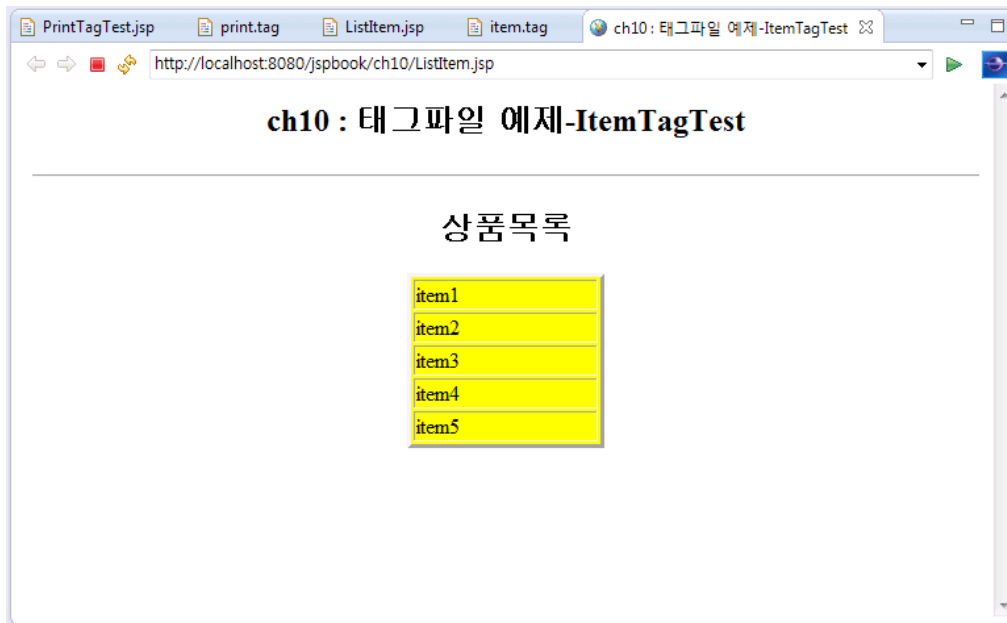 PrintTagTest.jsp print.tag ListItem.jsp item.tag ch10 : 태그파일 예제-ItemTagTest
http://localhost:8080/jspbook/ch10/ListItem.jsp
ch10 : 태그파일 예제-ItemTagTest
상품목록
item1
item2
item3
item4
item5